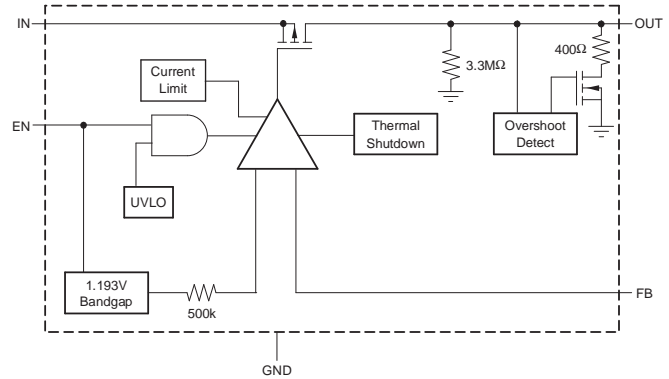 IN
OUT
400Ω
3.3MΩ
Current
Limit
EN
Thermal
Shutdown
Overshoot
Detect
UVLO
1.193V
Bandgap
500k
FB
GND